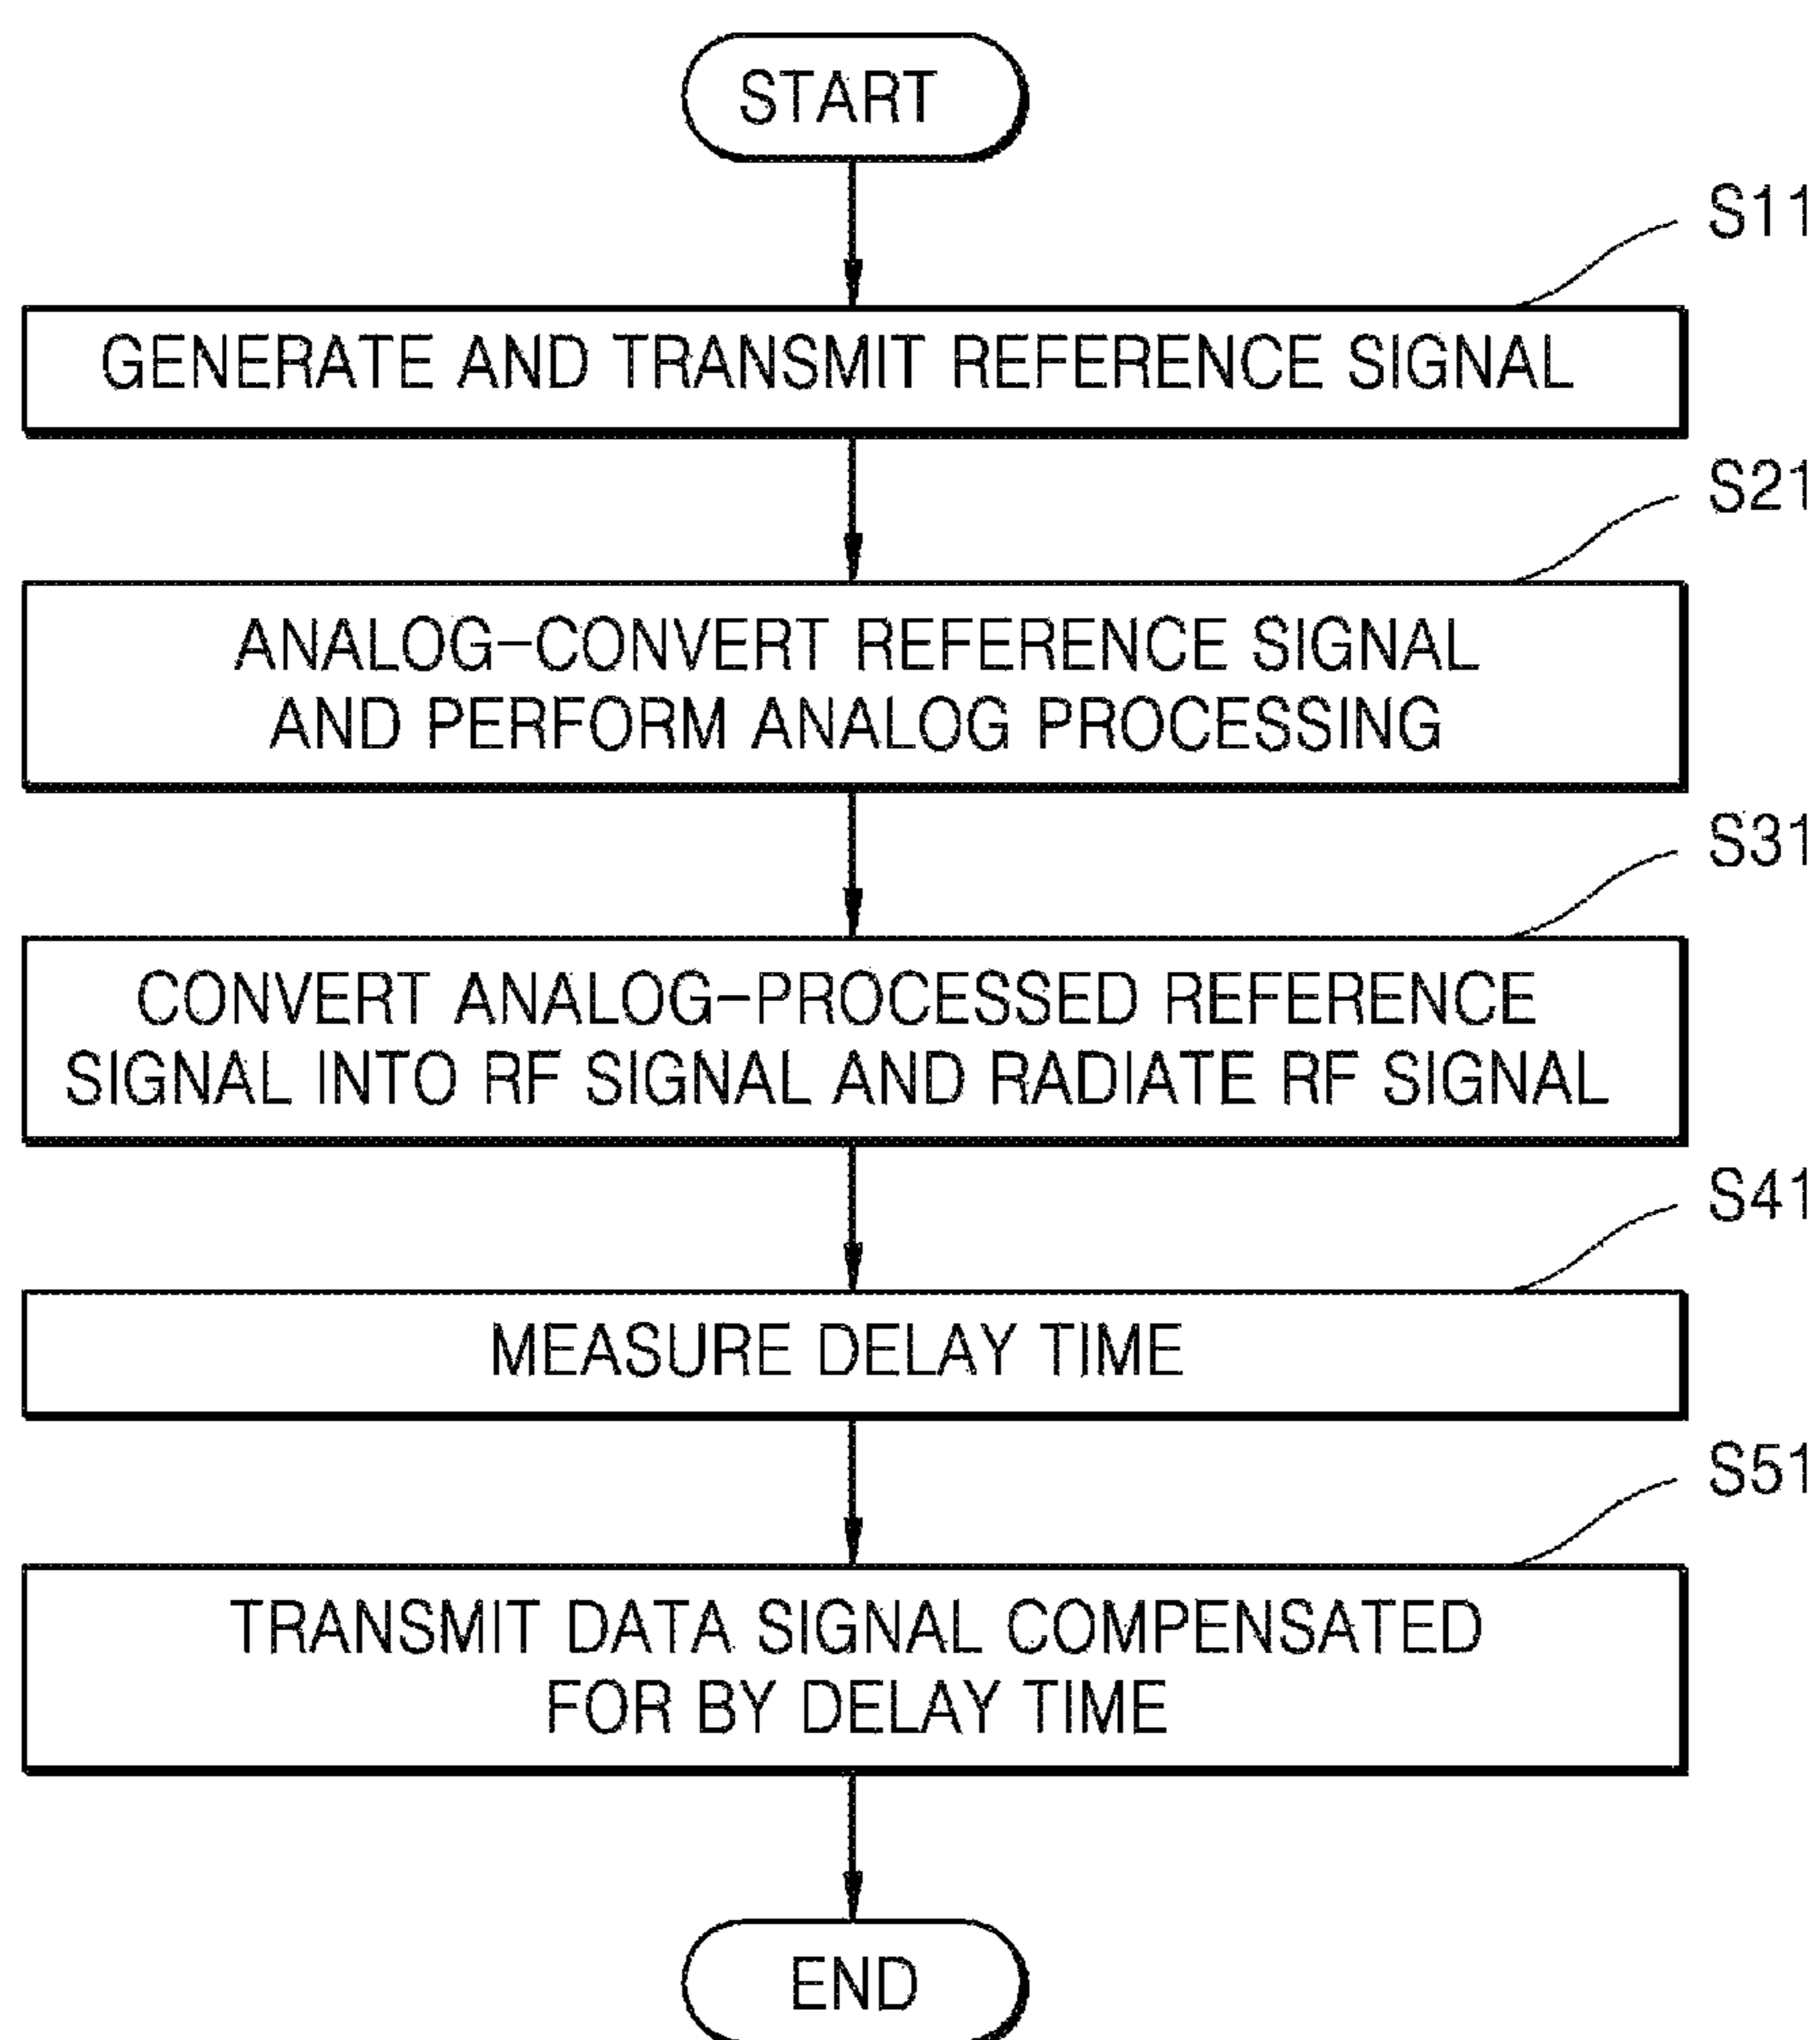 START
S11
GENERATE AND TRANSMIT REFERENCE SIGNAL
S21
ANALOG-CONVERT REFERENCE SIGNAL
AND PERFORM ANALOG PROCESSING
S31
CONVERT ANALOG-PROCESSED REFERENCE
SIGNAL INTO RF SIGNAL AND RADIATE RF SIGNAL
S41
MEASURE DELAY TIME
S51
TRANSMIT DATA SIGNAL COMPENSATED
FOR BY DELAY TIME
END